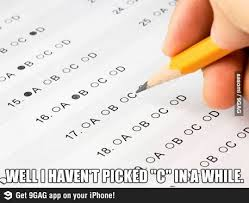 15. A B C D
16. A B C D
17. A B C D
18. A B C D
WELL I HAVEN'T PICKED "C" IN A WHILE.
Get 9GAG app on your iPhone!